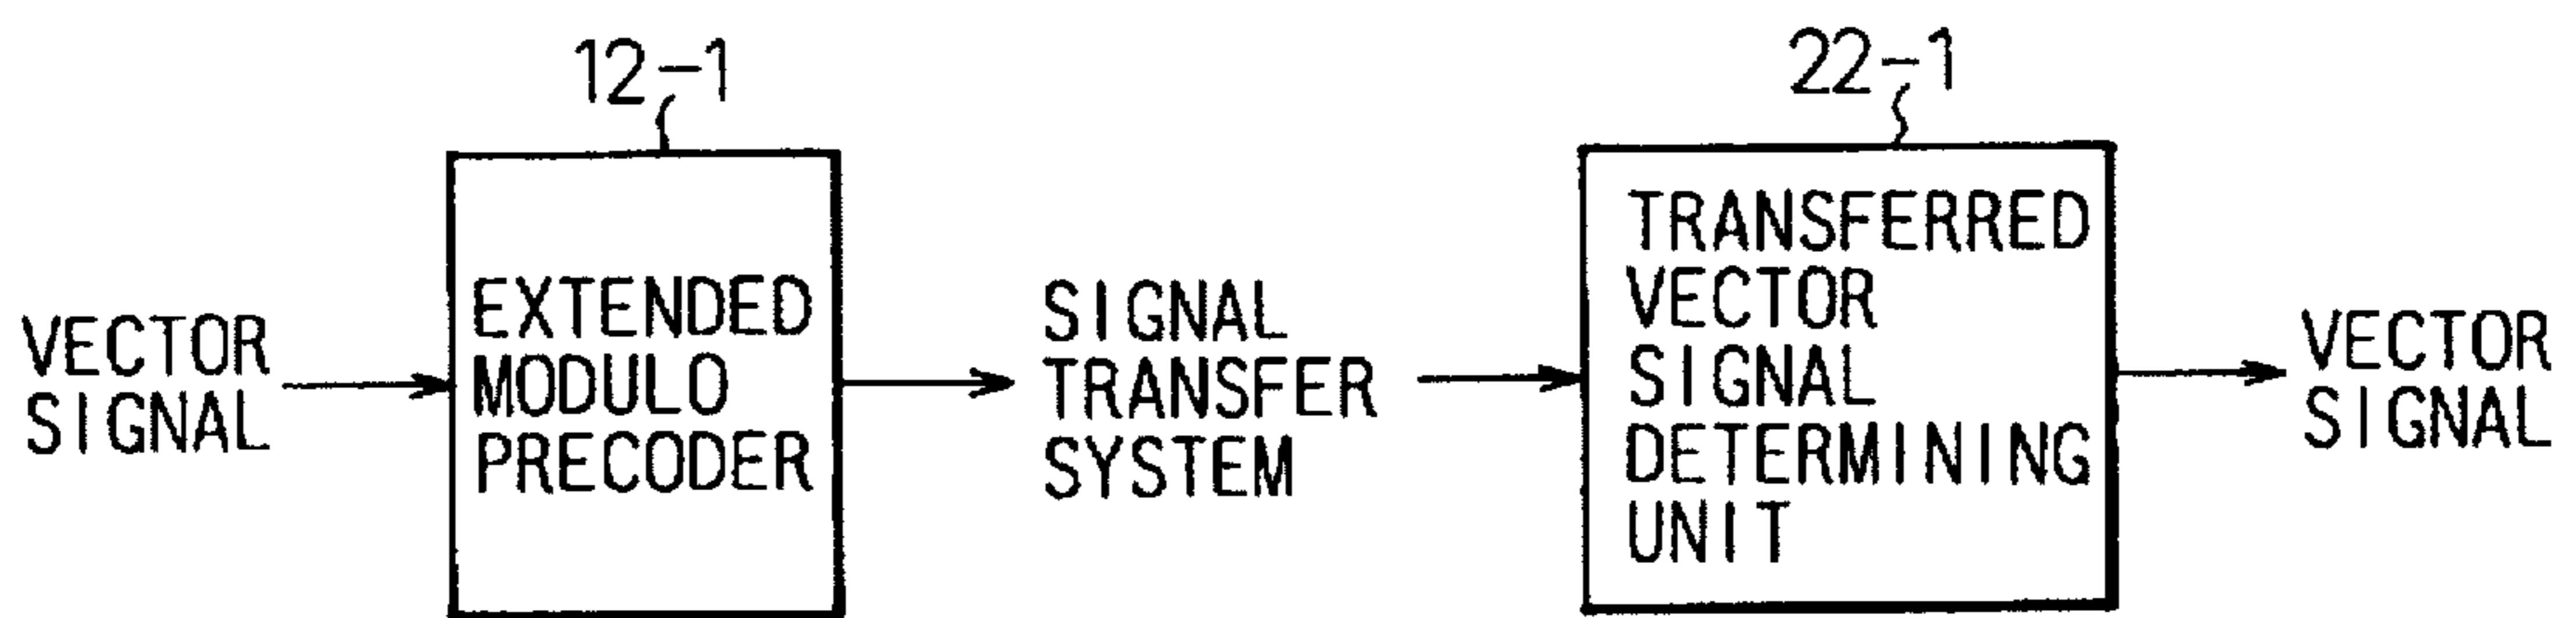 12-1
22-1
VECTOR
SIGNAL
EXTENDED
MODULO
PRECODER
SIGNAL
TRANSFER
SYSTEM
TRANSFERRED
VECTOR
SIGNAL
DETERMINING
UNIT
VECTOR
SIGNAL